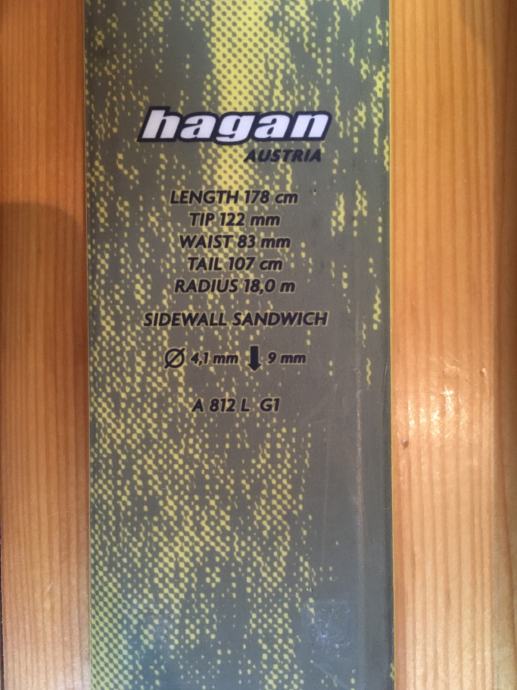 hagan
AUSTRIA
LENGTH 178 cm
TIP 122 mm
WAIST 83 mm
TAIL 107 cm
RADIUS 18,0 m
SIDEWALL SANDWICH
Ø 4,1 mm ⬇ 9 mm
A 812 L G1